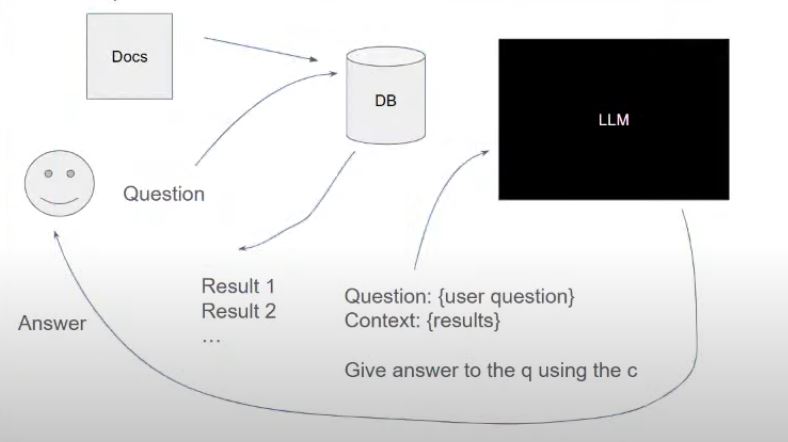 Docs
DB
LLM
Question
Result 1
Result 2
...
Question: {user question}
Context: {results}
Give answer to the q using the c
Answer